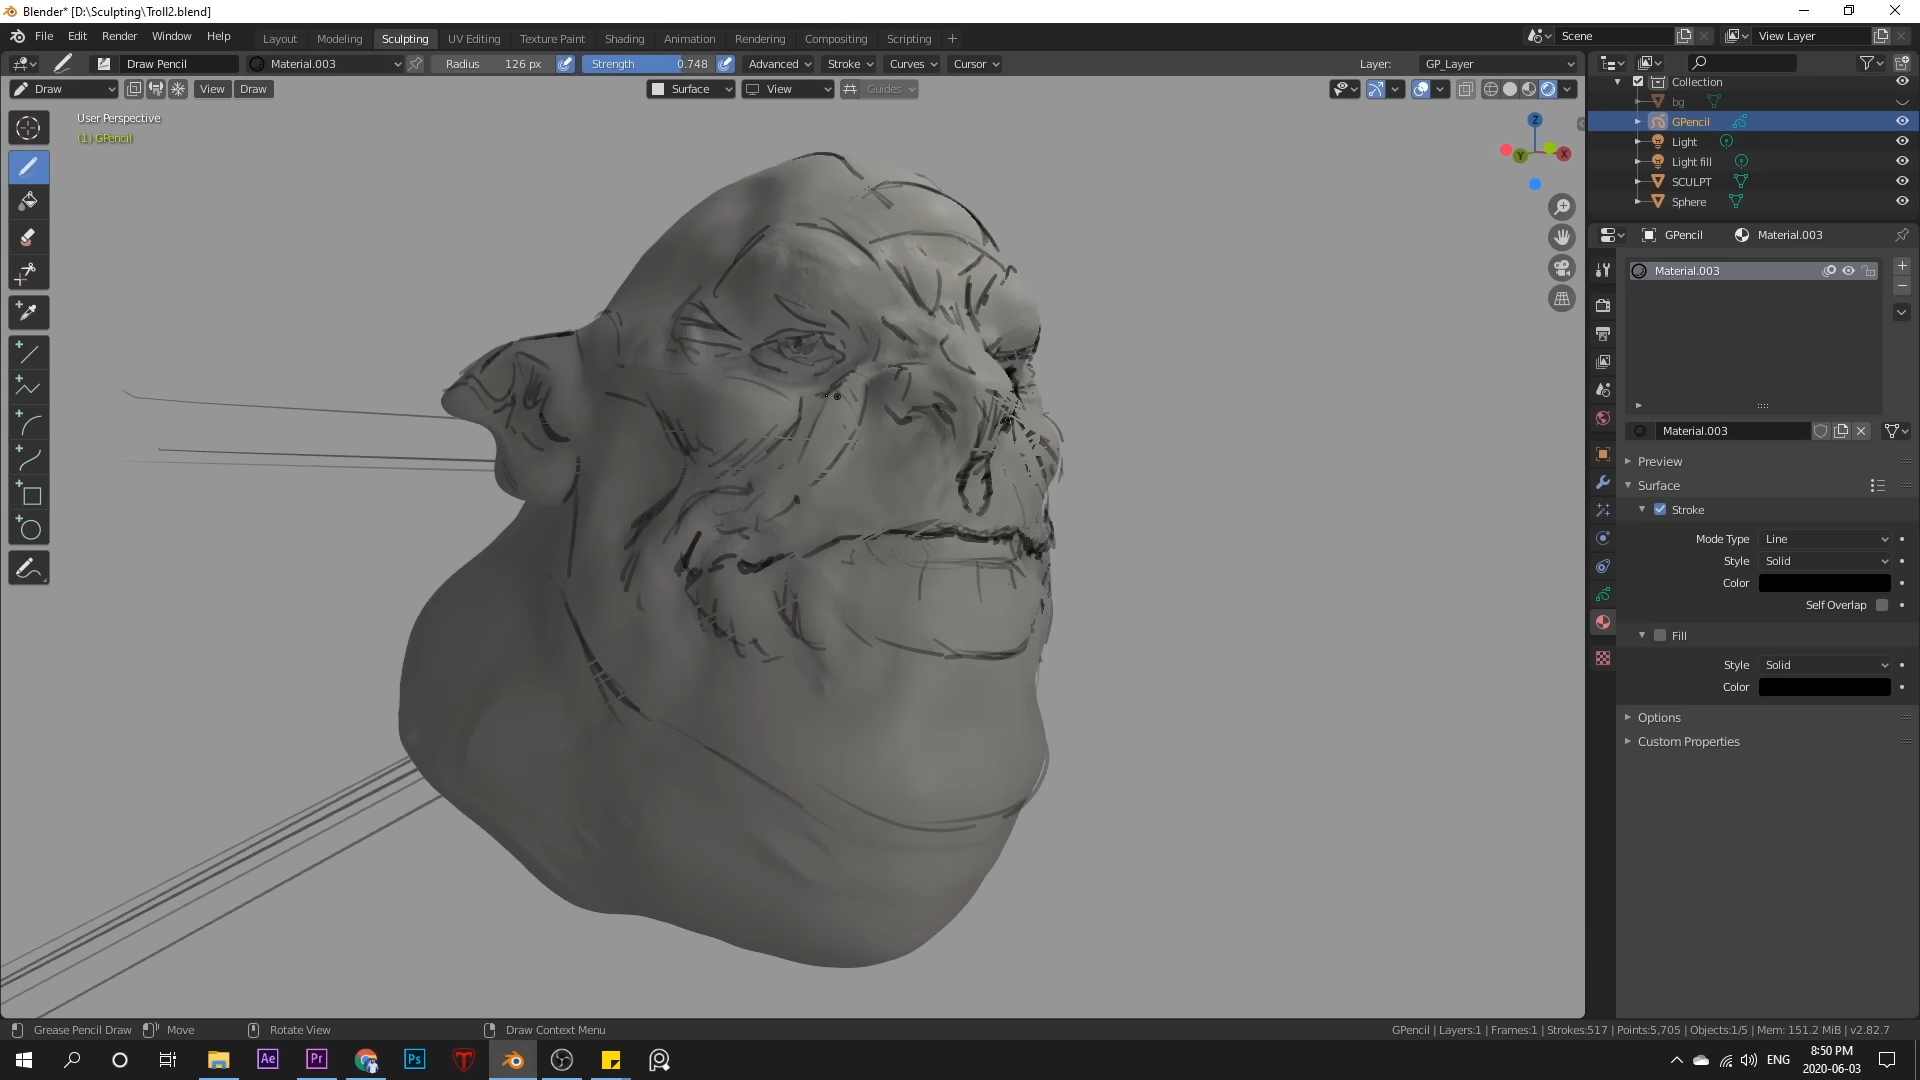 Blender* [D:\Sculpting\Troll2.blend]
File Edit Render Window Help Layout Modeling Sculpting UV Editing Texture Paint Shading Animation Rendering Compositing Scripting + Scene View Layer
Draw Pencil Material.003 Radius 126 px Strength 0.748 Advanced Stroke Curves Cursor Layer: GP_Layer
Draw View Draw Surface View Guides
User Perspective
(1) GPencil
Z
Y
X
Collection
bg
GPencil
Light
Light fill
SCULPT
Sphere
GPencil Material.003
Material.003
Material.003
Preview
Surface
Stroke
Mode Type Line
Style Solid
Color
Self Overlap
Fill
Style Solid
Color
Options
Custom Properties
Grease Pencil Draw Move Rotate View Draw Context Menu GPencil | Layers:1 | Frames:1 | Strokes:517 | Points:5,705 | Objects:1/5 | Mem: 151.2 MiB | v2.82.7
Ae Pr Ps ENG 8:50 PM
2020-06-03